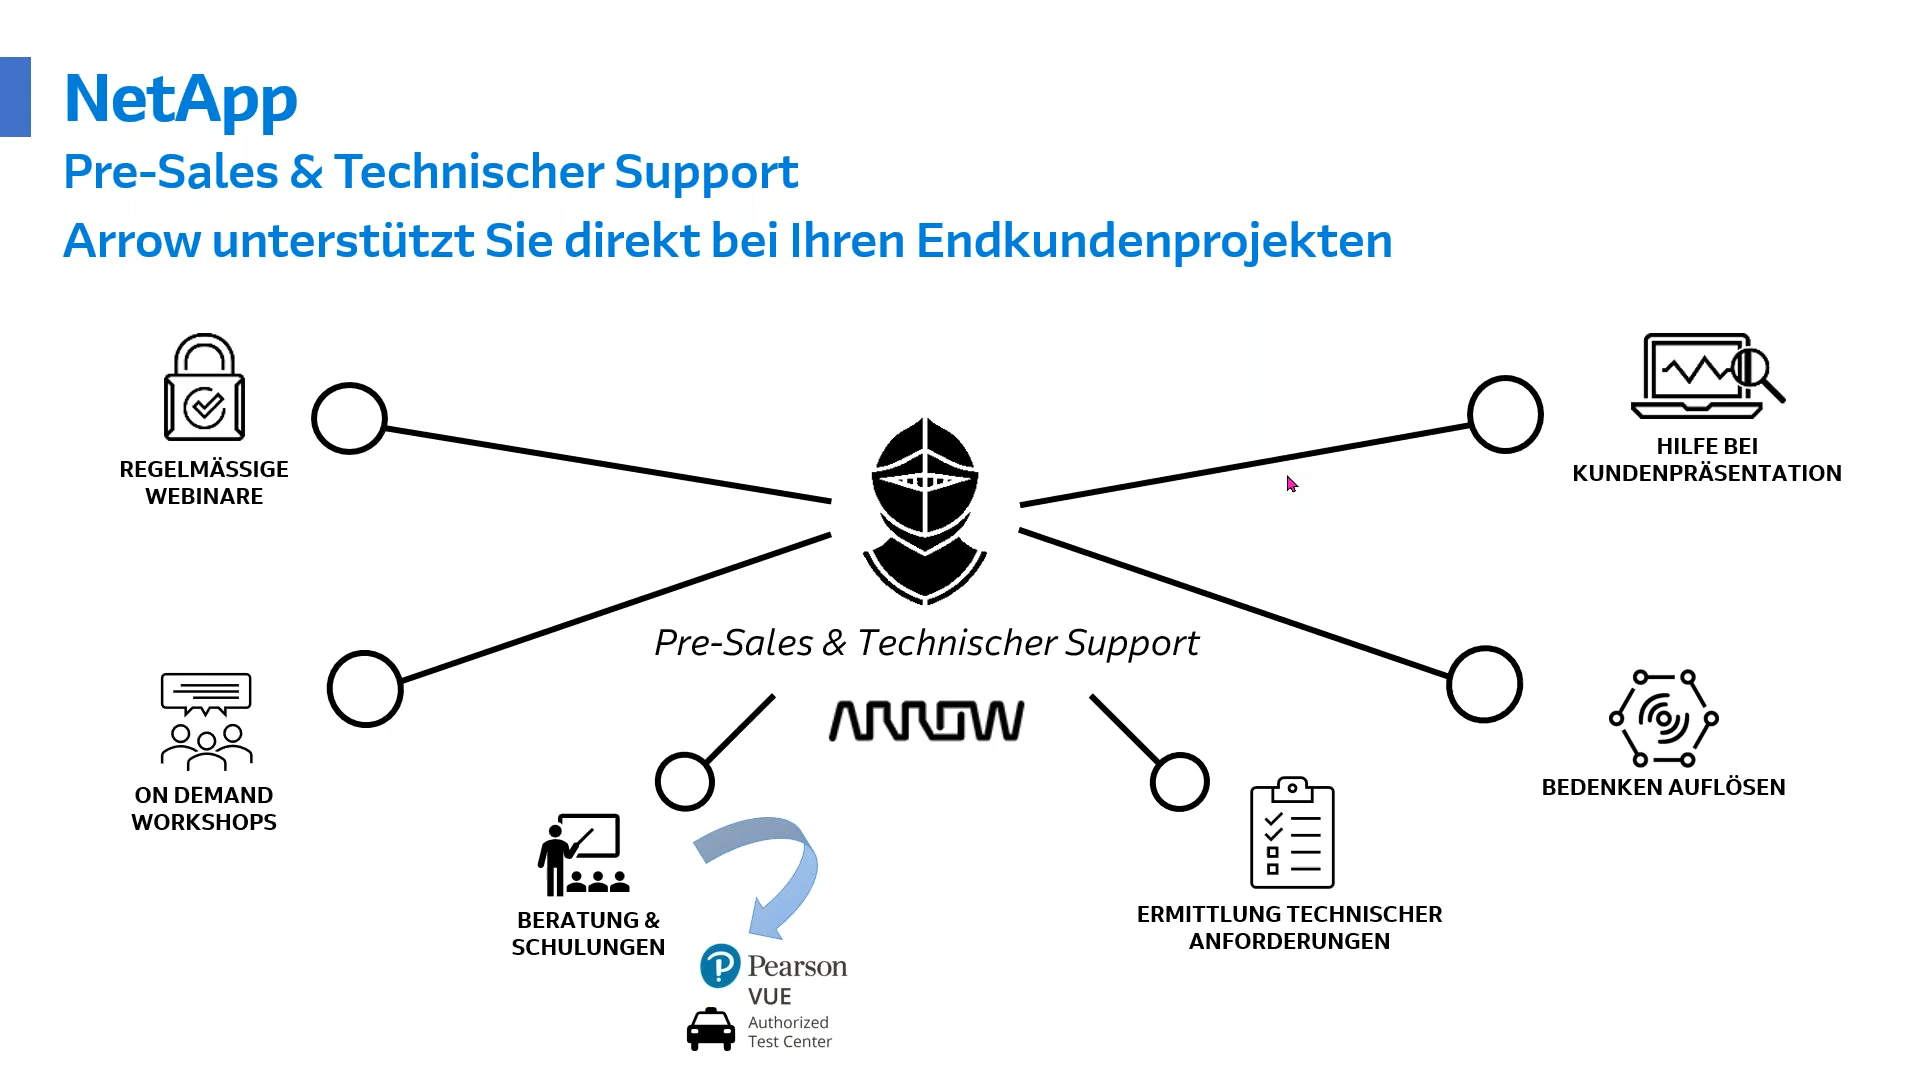 NetApp
Pre-Sales & Technischer Support
Arrow unterstützt Sie direkt bei Ihren Endkundenprojekten
REGELMÄSSIGE
WEBINARE
HILFE BEI
KUNDENPRÄSENTATION
Pre-Sales & Technischer Support
ARROW
ON DEMAND
WORKSHOPS
BEDENKEN AUFLÖSEN
BERATUNG &
SCHULUNGEN
ERMITTLUNG TECHNISCHER
ANFORDERUNGEN
Pearson
VUE
Authorized
Test Center